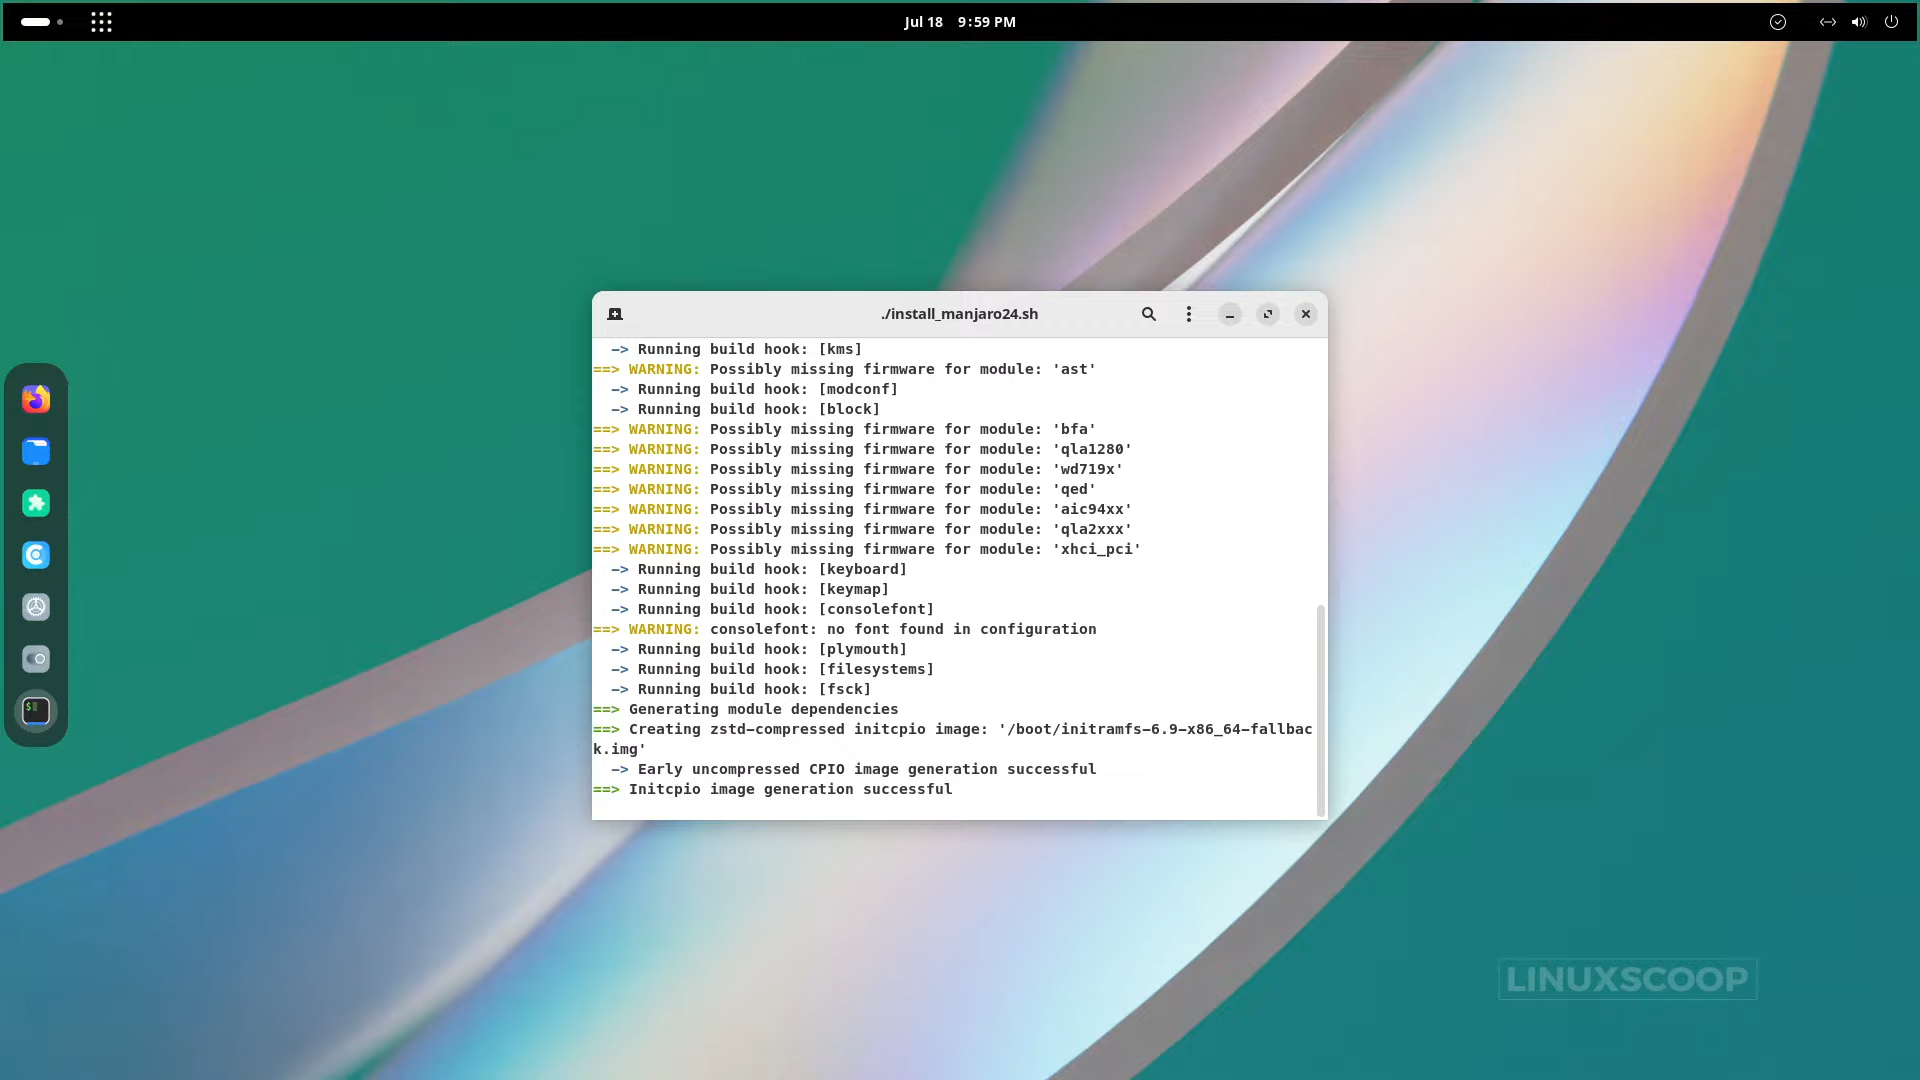 Jul 18 9:59 PM
./install_manjaro24.sh
-> Running build hook: [kms]
==> WARNING: Possibly missing firmware for module: 'ast'
-> Running build hook: [modconf]
-> Running build hook: [block]
==> WARNING: Possibly missing firmware for module: 'bfa'
==> WARNING: Possibly missing firmware for module: 'qla1280'
==> WARNING: Possibly missing firmware for module: 'wd719x'
==> WARNING: Possibly missing firmware for module: 'qed'
==> WARNING: Possibly missing firmware for module: 'aic94xx'
==> WARNING: Possibly missing firmware for module: 'qla2xxx'
==> WARNING: Possibly missing firmware for module: 'xhci_pci'
-> Running build hook: [keyboard]
-> Running build hook: [keymap]
-> Running build hook: [consolefont]
==> WARNING: consolefont: no font found in configuration
-> Running build hook: [plymouth]
-> Running build hook: [filesystems]
-> Running build hook: [fsck]
==> Generating module dependencies
==> Creating zstd-compressed initcpio image: '/boot/initramfs-6.9-x86_64-fallbac
k.img'
-> Early uncompressed CPIO image generation successful
==> Initcpio image generation successful
LINUXSCOOP